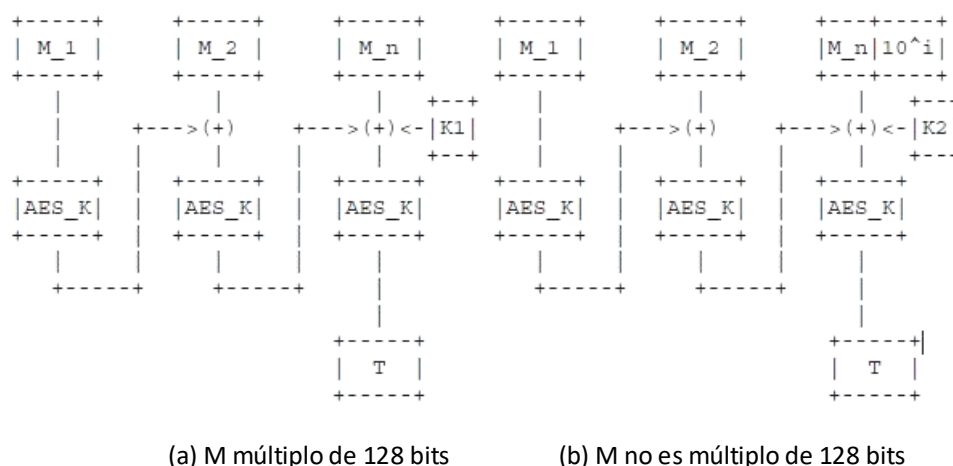 +-----+     +-----+     +-----+     +-----+     +-----+     +---+----+
| M_1 |     | M_2 |     | M_n |     | M_1 |     | M_2 |     |M_n|10^i|
+-----+     +-----+     +-----+     +-----+     +-----+     +---+----+
   |           |           |   +---+   |           |           |   +---
   |     +--->(+)    +--->(+)<-|K1|    |     +--->(+)    +--->(+)<-|K2
   |     |     |     |     |   +---+   |     |     |     |     |   +---
+-----+  |  +-----+  |  +-----+     +-----+  |  +-----+  |  +-----+
|AES_K|  |  |AES_K|  |  |AES_K|     |AES_K|  |  |AES_K|  |  |AES_K|
+-----+  |  +-----+  |  +-----+     +-----+  |  +-----+  |  +-----+
   |     |     |     |     |           |     |     |     |     |
   +-----+     +-----+     |           +-----+     +-----+     |
                           |                                   |
                        +-----+                             +------+
                        |  T  |                             |  T   |
                        +-----+                             +------+
(a) M múltiplo de 128 bits     (b) M no es múltiplo de 128 bits